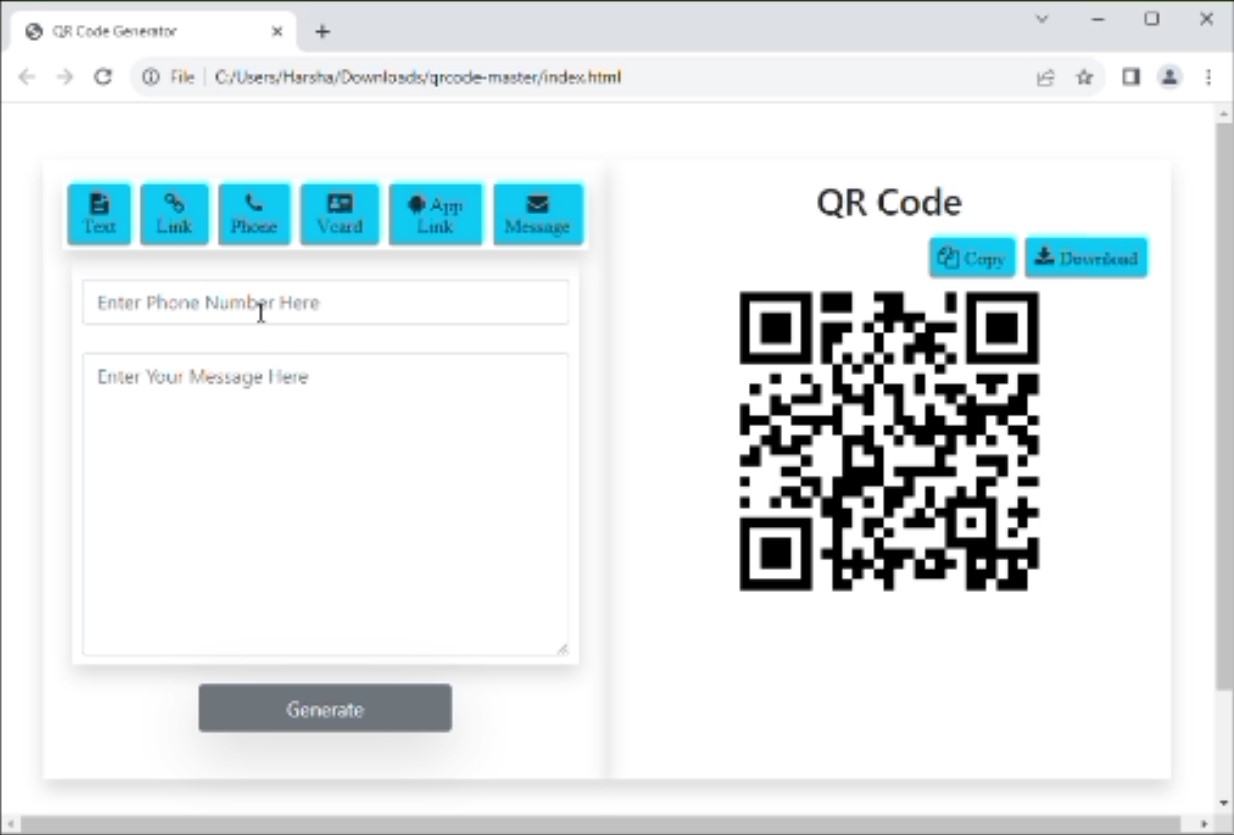 QR Code Generator
File C:/Users/Harsha/Downloads/qrcode-master/index.html
Text
Link
Phone
Vcard
App
Link
Message
QR Code
Copy
Download
Enter Phone Number Here
Enter Your Message Here
Generate